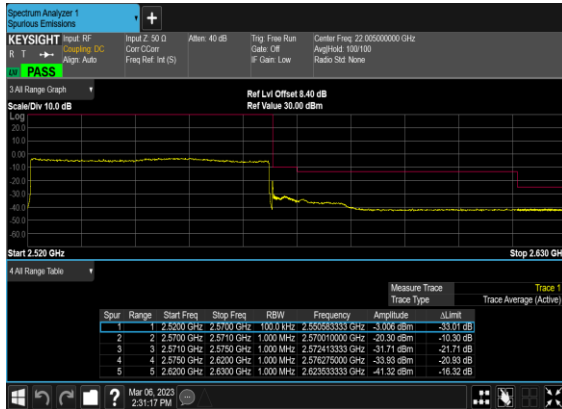 Spectrum Analyzer 1
Spurious Emissions
+
KEYSIGHT Input: RF Input Z: 50 Ω Atten: 40 dB Trig: Free Run Center Freq: 22.005000000 GHz
R T Coupling: DC Corr CCorr Gate: Off Avg|Hold: 100/100
Align: Auto Freq Ref: Int (S) IF Gain: Low Radio Std: None
LV PASS
3 All Range Graph
Ref Lvl Offset 8.40 dB
Scale/Div 10.0 dB Ref Value 30.00 dBm
Log
20.0
10.0
0.00
-10.0
-20.0
-30.0
-40.0
-50.0
-60.0
Start 2.520 GHz Stop 2.630 GH
4 All Range Table
Measure Trace Trace 1
Trace Type Trace Average (Active)
Spur Range Start Freq Stop Freq RBW Frequency Amplitude ΔLimit
1 1 2.5200 GHz 2.5700 GHz 100.0 kHz 2.550583333 GHz -3.006 dBm -33.01 dB
2 2 2.5700 GHz 2.5710 GHz 1.000 MHz 2.570010000 GHz -20.30 dBm -10.30 dB
3 3 2.5710 GHz 2.5750 GHz 1.000 MHz 2.572413333 GHz -31.71 dBm -21.71 dB
4 4 2.5750 GHz 2.6200 GHz 1.000 MHz 2.576275000 GHz -33.93 dBm -20.93 dB
5 5 2.6200 GHz 2.6300 GHz 1.000 MHz 2.623533333 GHz -41.32 dBm -16.32 dB
? Mar 06, 2023
2:31:17 PM